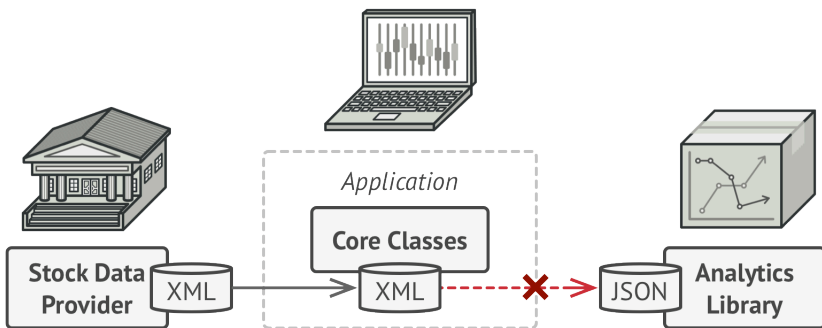 Application
Core Classes
Stock Data
Provider
XML
XML
JSON
Analytics
Library